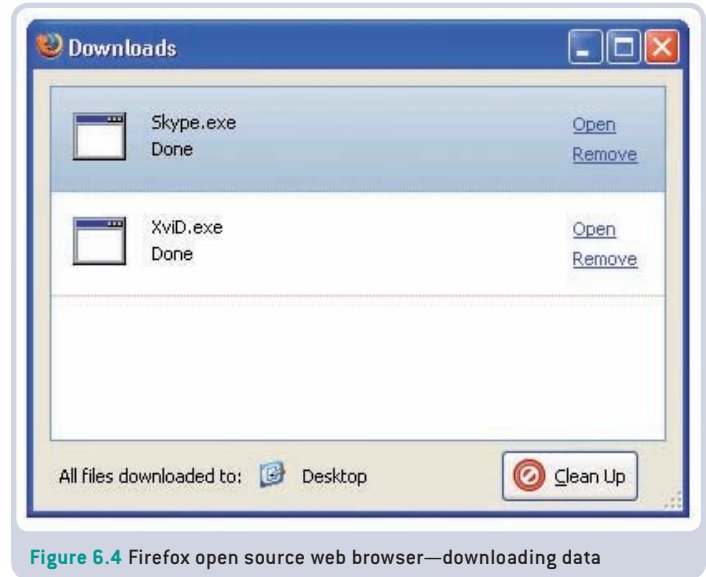 Downloads
Skype.exe
Done
Open
Remove
XviD.exe
Done
Open
Remove
All files downloaded to: Desktop
Clean Up
Figure 6.4 Firefox open source web browser—downloading data